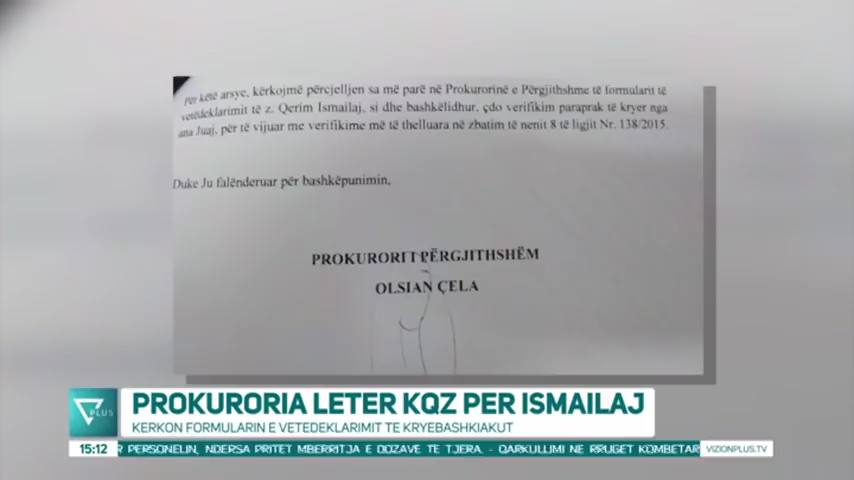 Për këtë arsye, kërkojmë përcjelljen sa më parë në Prokurorinë e Përgjithshme të formularit të
vetëdeklarimit të z. Qerim Ismailaj, si dhe bashkëlidhur, çdo verifikim paraprak të kryer nga
ana Juaj, për të vijuar me verifikime më të thelluara në zbatim të nenit 8 të ligjit Nr. 138/2015.
Duke Ju falënderuar për bashkëpunimin,
PROKURORIT PËRGJITHSHËM
OLSIAN ÇELA
PLUS
PROKURORIA LETER KQZ PER ISMAILAJ
KERKON FORMULARIN E VETEDEKLARIMIT TE KRYEBASHKIAKUT
15:12
R PERSONELIN, NDERSA PRITET MBERRITJA E DOZAVE TE TJERA. - QARKULLIMI NE RRUGET KOMBETAR
VIZIONPLUS.TV